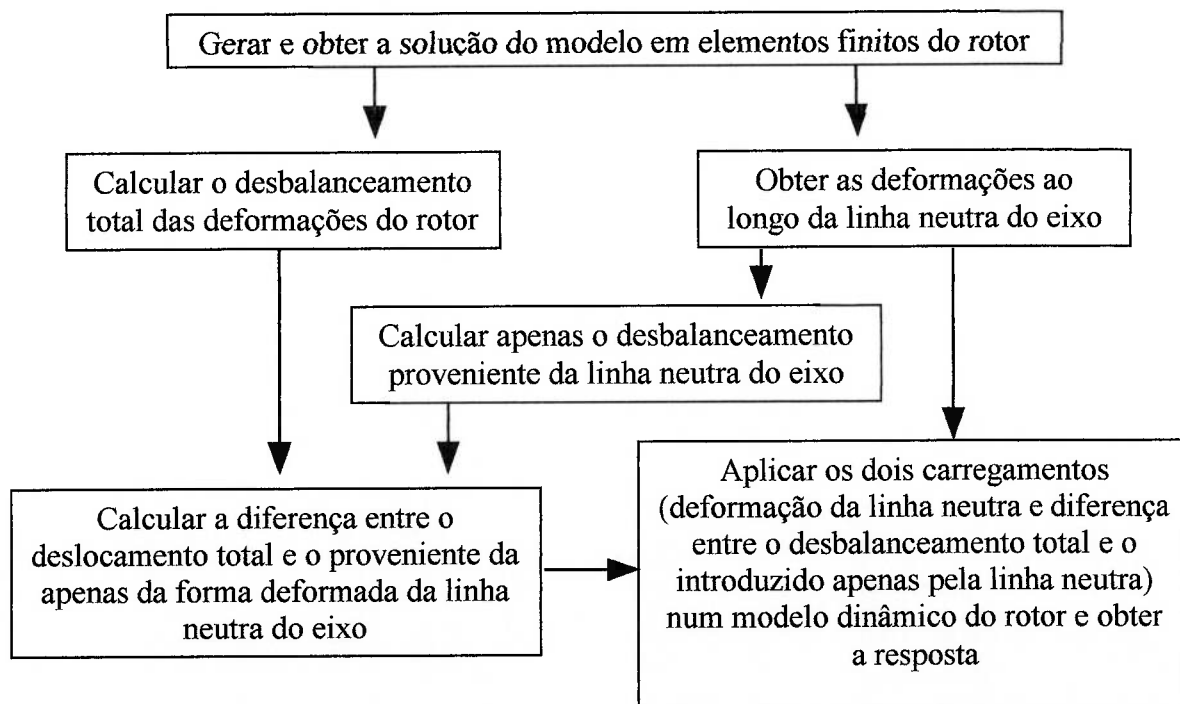 Gerar e obter a solução do modelo em elementos finitos do rotor
Calcular o desbalanceamento
total das deformações do rotor
Obter as deformações ao
longo da linha neutra do eixo
Calcular apenas o desbalanceamento
proveniente da linha neutra do eixo
Calcular a diferença entre o
deslocamento total e o proveniente da
apenas da forma deformada da linha
neutra do eixo
Aplicar os dois carregamentos
(deformação da linha neutra e diferença
entre o desbalanceamento total e o
introduzido apenas pela linha neutra)
num modelo dinâmico do rotor e obter
a resposta